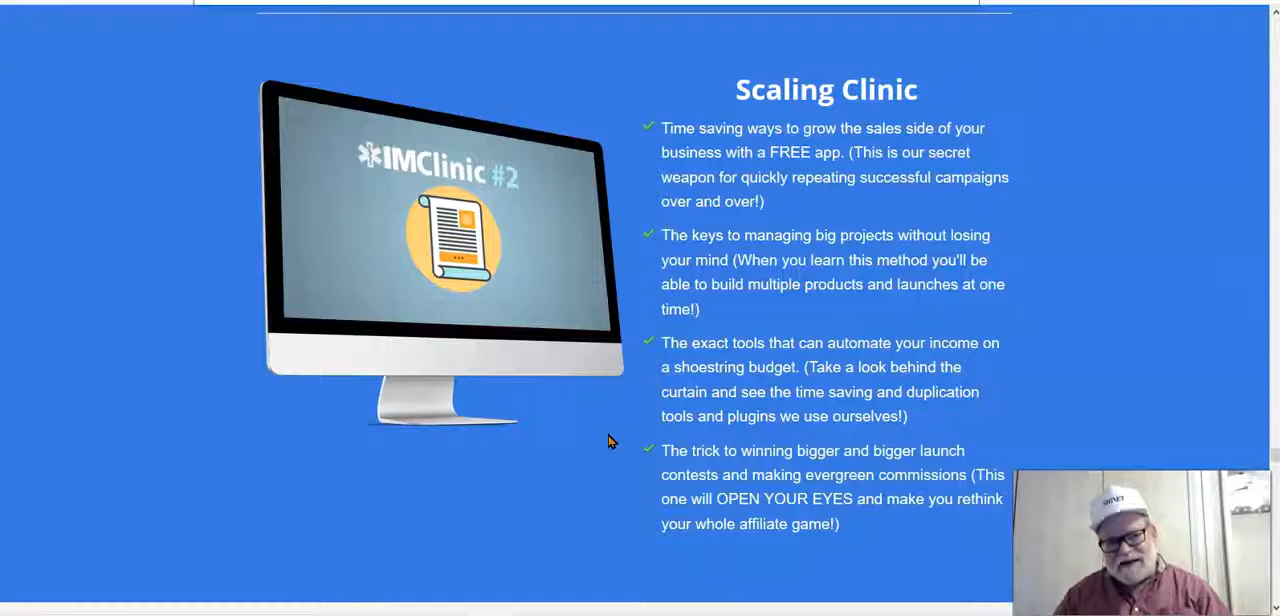 Scaling Clinic
Time saving ways to grow the sales side of your
business with a FREE app. (This is our secret
weapon for quickly repeating successful campaigns
over and over!)
The keys to managing big projects without losing
your mind (When you learn this method you'll be
able to build multiple products and launches at one
time!)
The exact tools that can automate your income on
a shoestring budget. (Take a look behind the
curtain and see the time saving and duplication
tools and plugins we use ourselves!)
The trick to winning bigger and bigger launch
contests and making evergreen commissions (This
one will OPEN YOUR EYES and make you rethink
your whole affiliate game!)
IMClinic #2